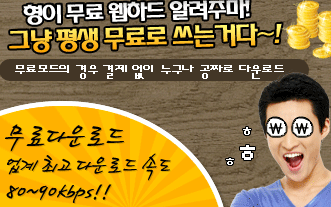 형이 무료 웹하드 알려주마!
그냥 평생 무료로 쓰는거다~!
무료모드의 경우 결제 없이 누구나 공짜로 다운로드
무료다운로드
업계 최고 다운로드 속도
80~90kbps!!
ㅎ
ㅎ ㅎ
₩ ₩